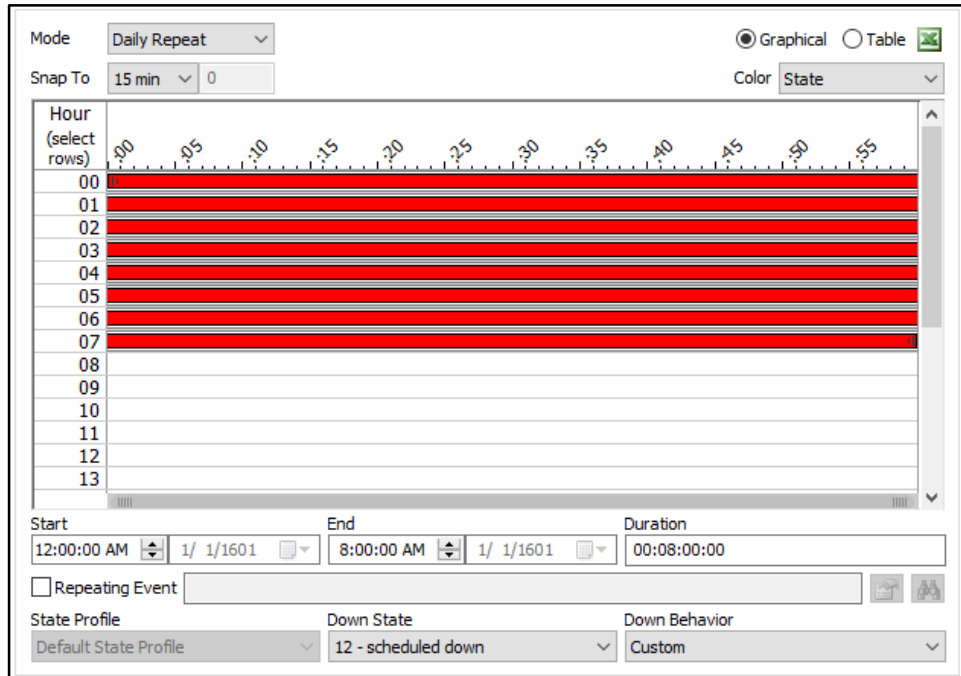 Mode Daily Repeat Graphical Table
Snap To 15 min 0 Color State
Hour
(select
rows) :00 :05 :10 :15 :20 :25 :30 :35 :40 :45 :50 :55
00
01
02
03
04
05
06
07
08
09
10
11
12
13
Start End Duration
12:00:00 AM 1/ 1/1601 8:00:00 AM 1/ 1/1601 00:08:00:00
Repeating Event
State Profile Down State Down Behavior
Default State Profile 12 - scheduled down Custom